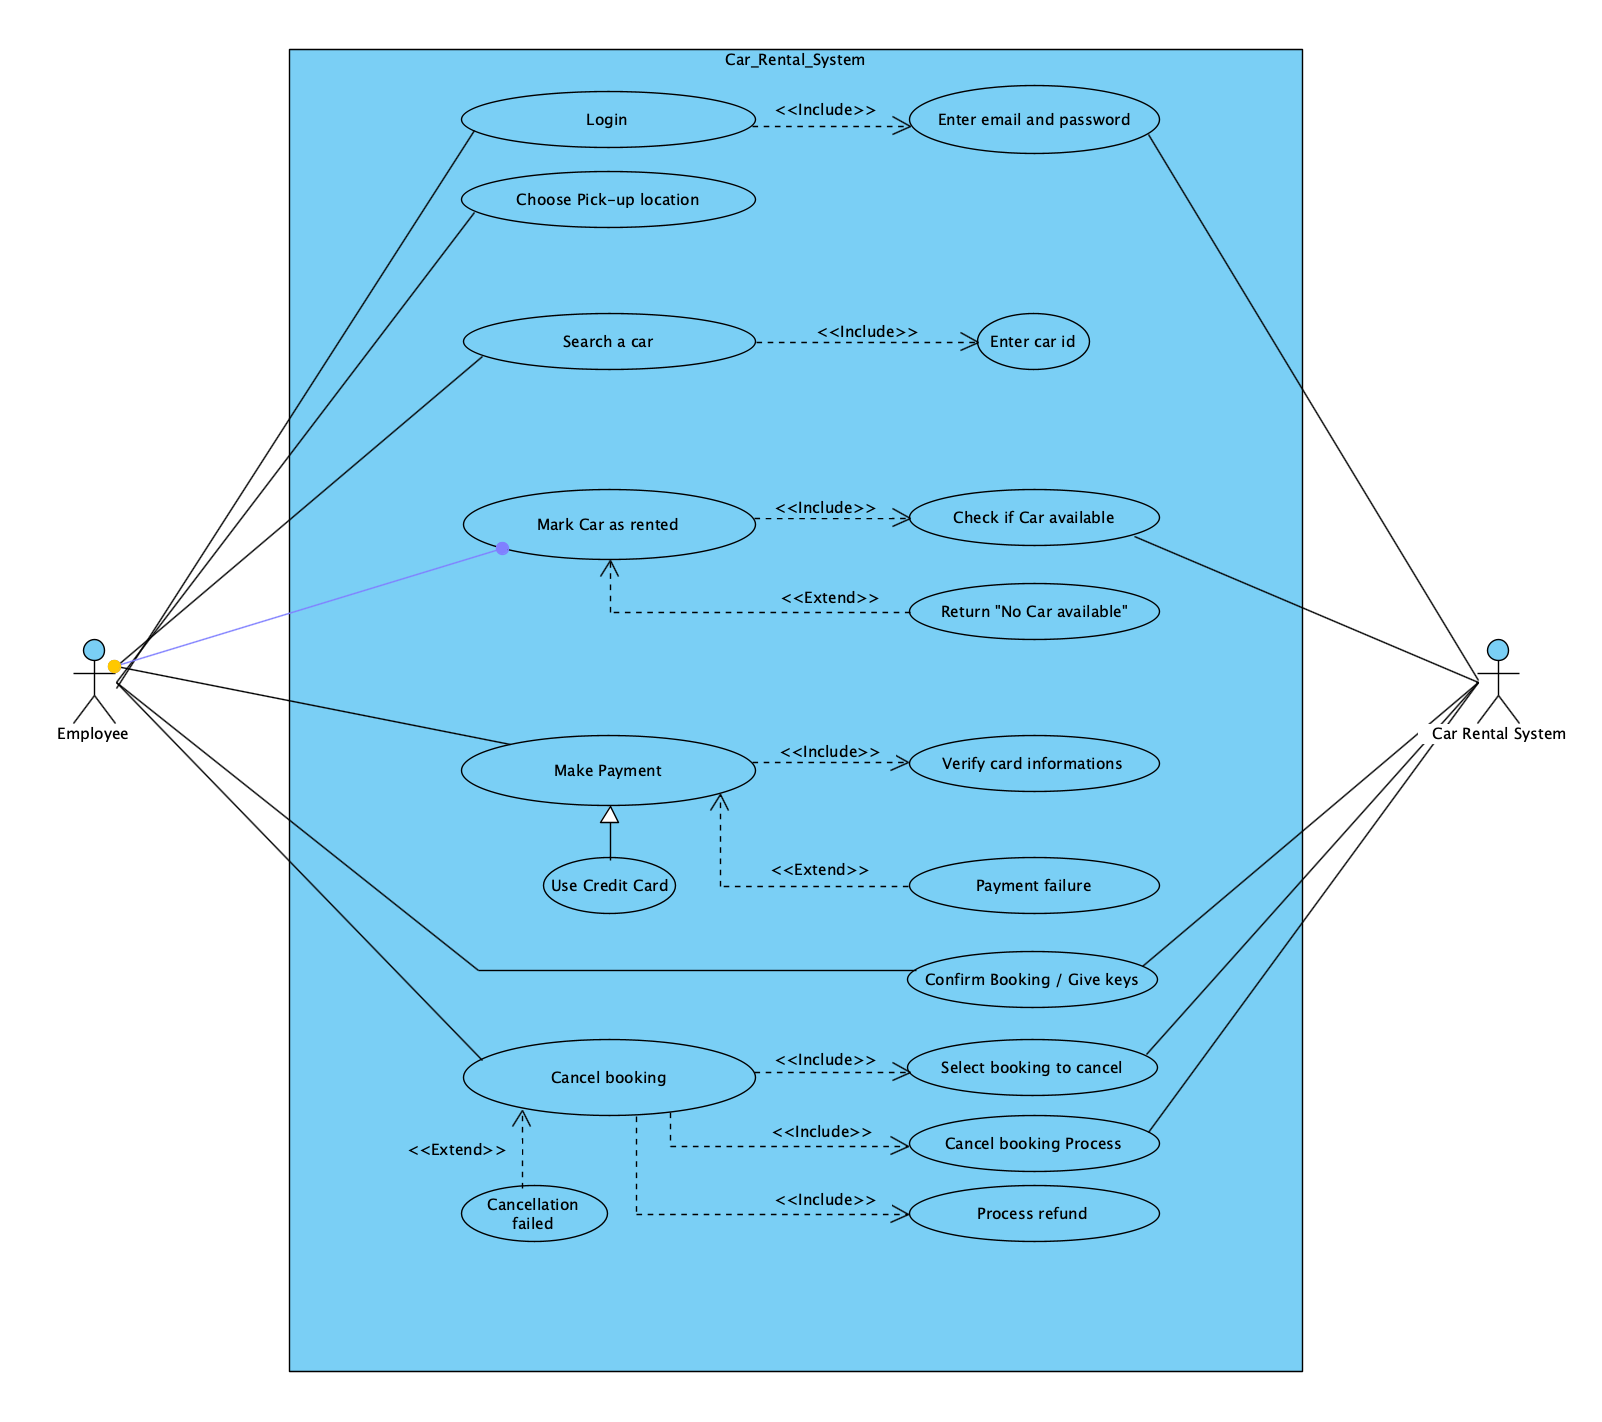 Car_Rental_System
Login
<<Include>>
Enter email and password
Choose Pick-up location
Search a car
<<Include>>
Enter car id
Mark Car as rented
<<Include>>
Check if Car available
<<Extend>>
Return "No Car available"
Employee
Car Rental System
Make Payment
<<Include>>
Verify card informations
Use Credit Card
<<Extend>>
Payment failure
Confirm Booking / Give keys
Cancel booking
<<Include>>
Select booking to cancel
<<Extend>>
<<Include>>
Cancel booking Process
Cancellation
failed
<<Include>>
Process refund